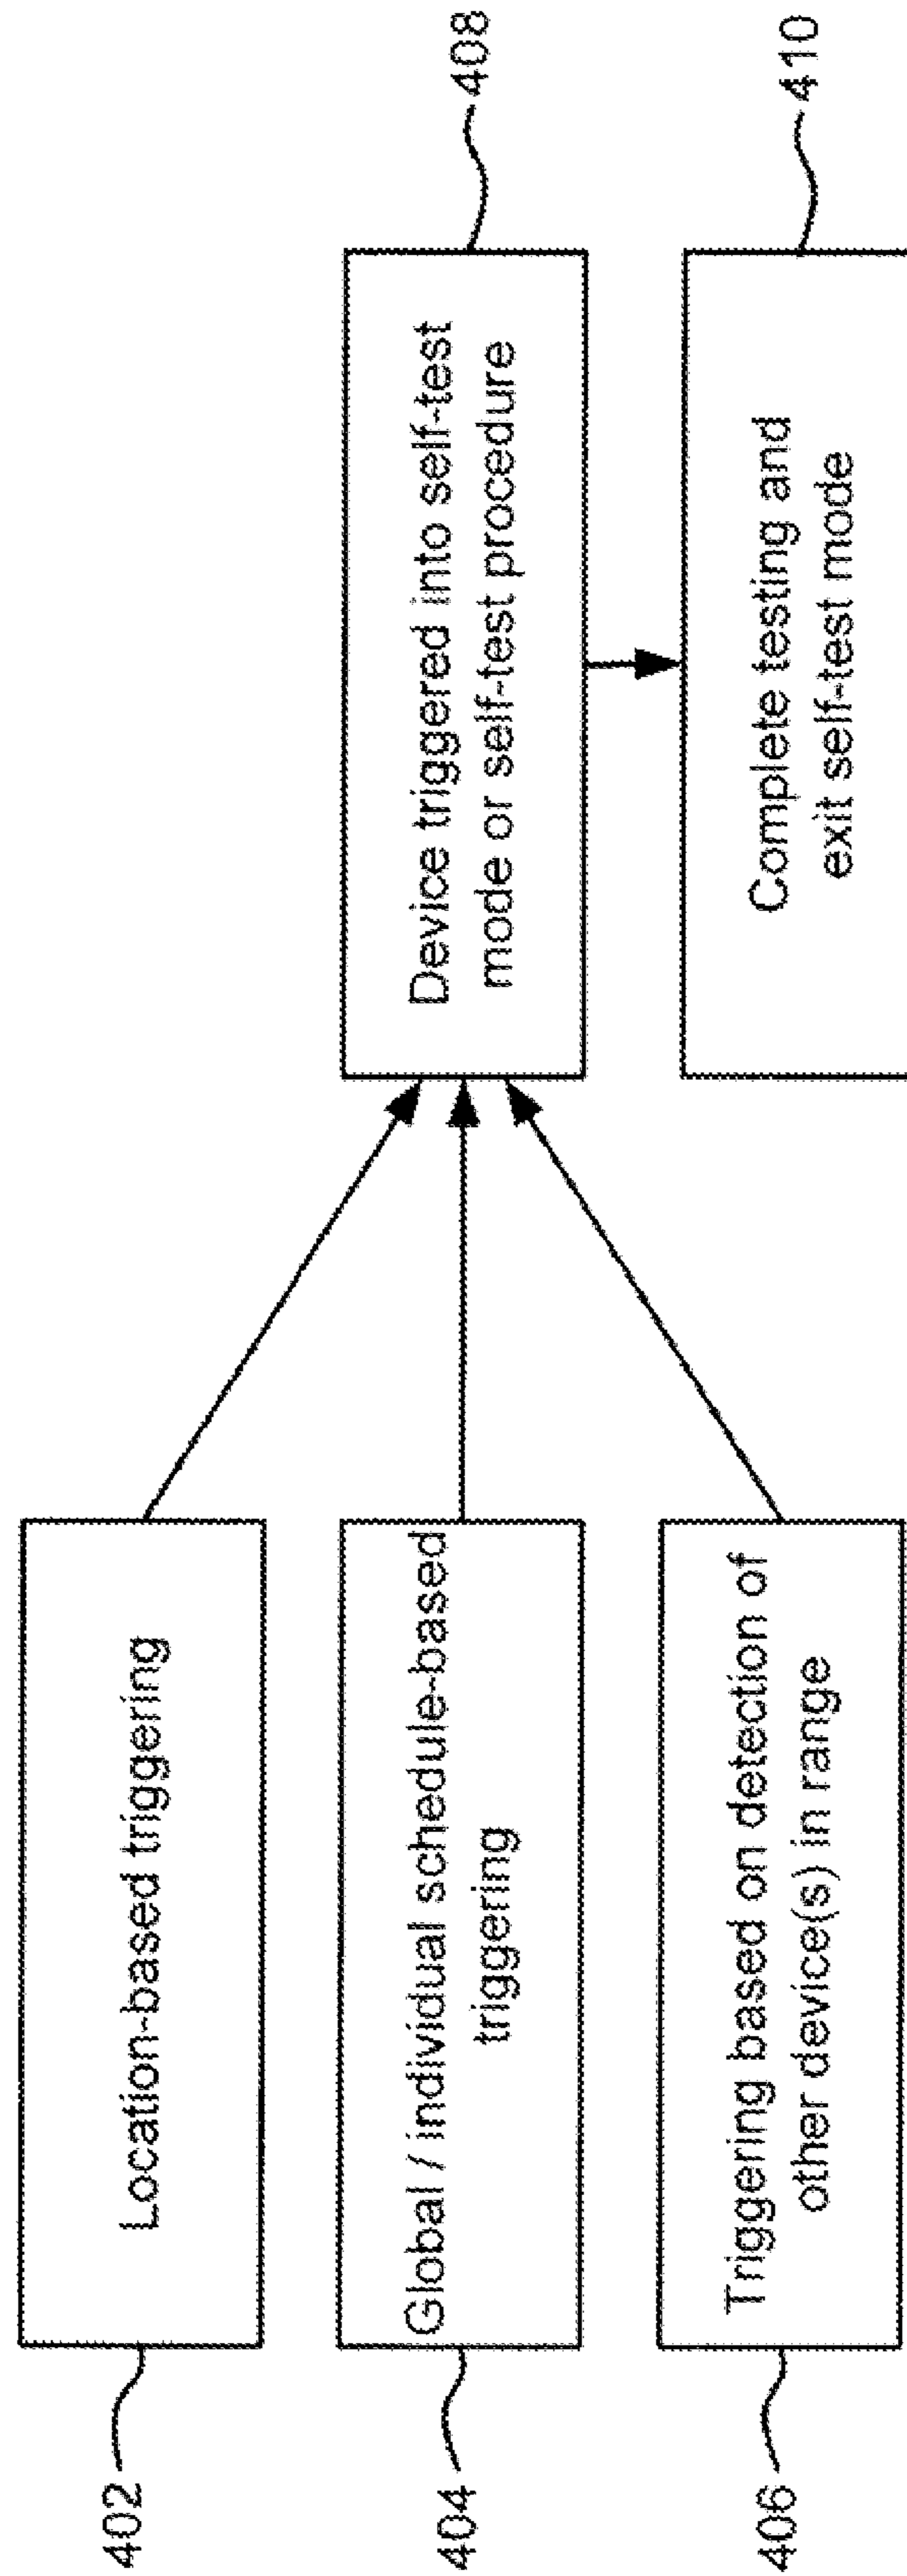 402
Location-based triggering
404
Global / individual schedule-based
triggering
406
Triggering based on detection of
other device(s) in range
Device triggered into self-test
mode or self-test procedure
408
Complete testing and
exit self-test mode
410